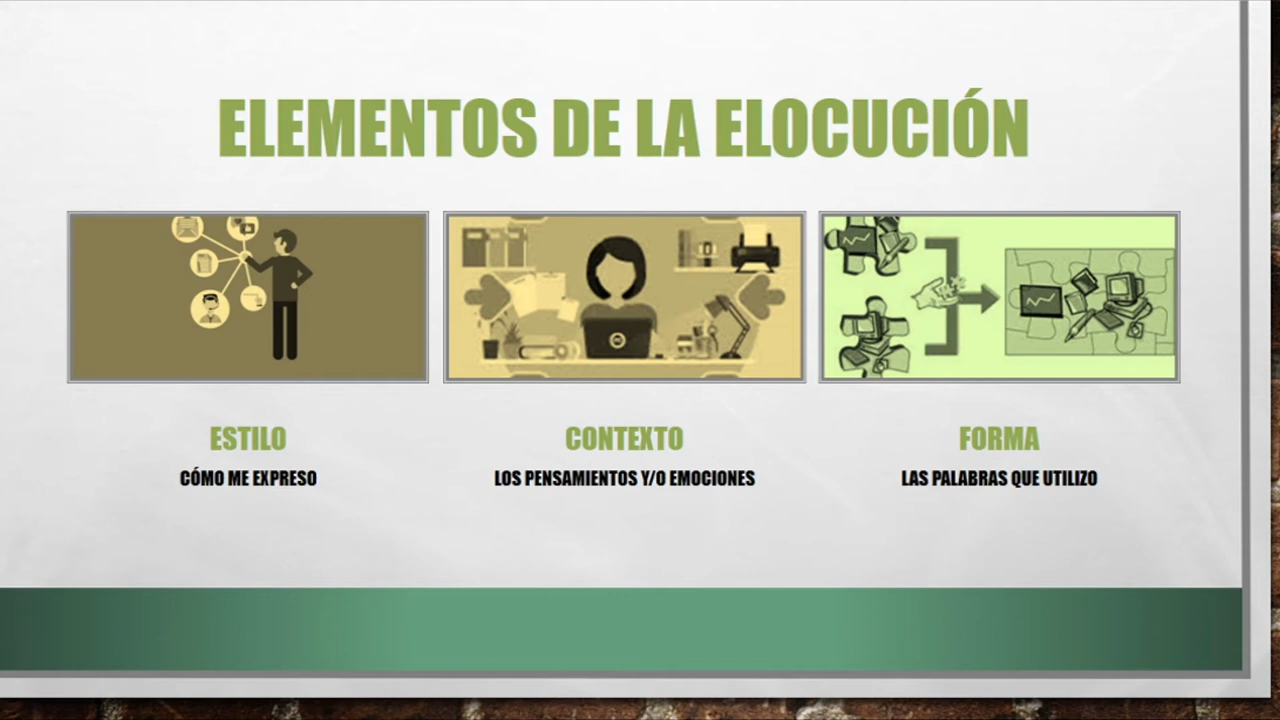 ELEMENTOS DE LA ELOCUCIÓN
ESTILO
CÓMO ME EXPRESO
CONTEXTO
LOS PENSAMIENTOS Y/O EMOCIONES
FORMA
LAS PALABRAS QUE UTILIZO